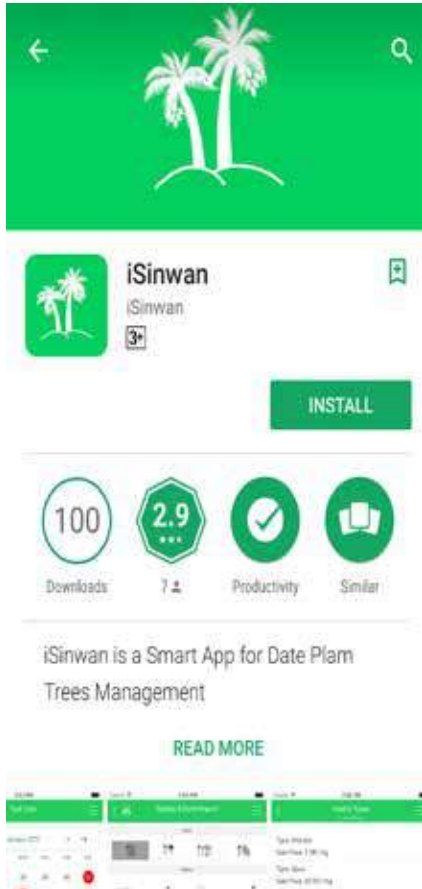 iSinwan
iSinwan
3+
INSTALL
100
2.9
Downloads
7
Productivity
Similar
iSinwan is a Smart App for Date Plam
Trees Management
READ MORE